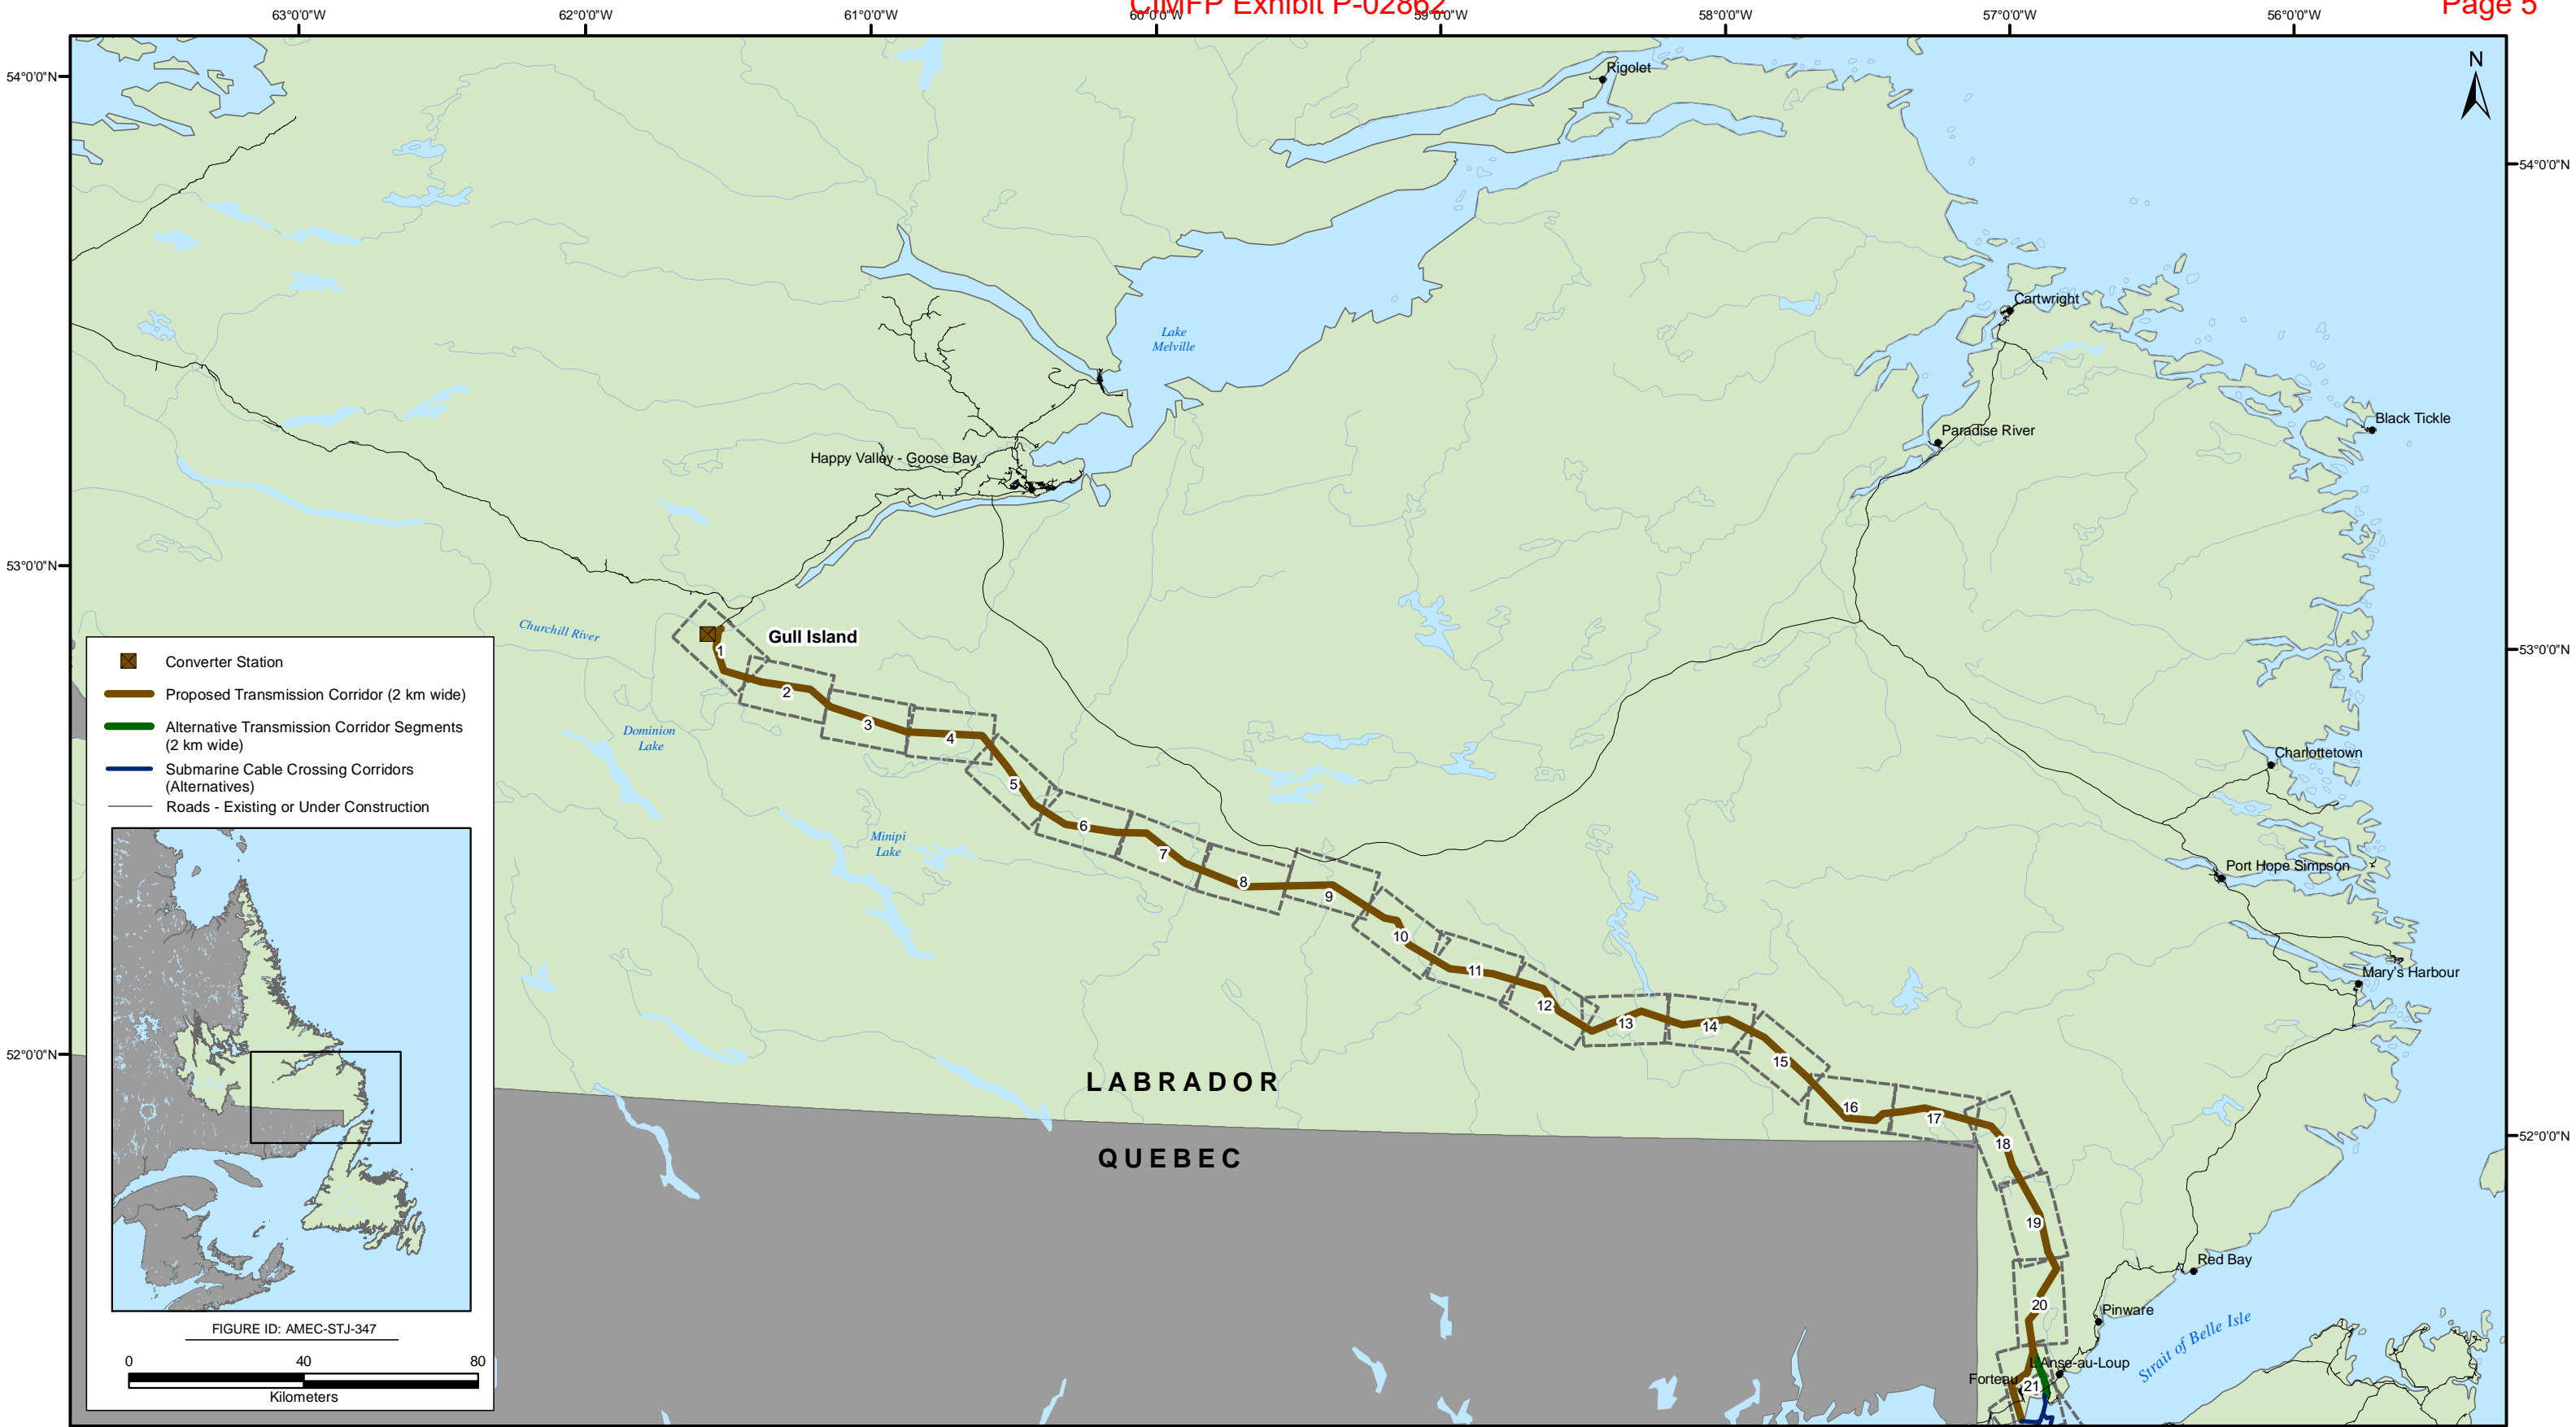 CIMFP Exhibit P-02862
Page 5
63°0'0"W
62°0'0"W
61°0'0"W
60°0'0"W
59°0'0"W
58°0'0"W
57°0'0"W
56°0'0"W
54°0'0"N
54°0'0"N
53°0'0"N
53°0'0"N
52°0'0"N
52°0'0"N
N
Rigolet
Cartwright
Lake
Melville
Black Tickle
Paradise River
Happy Valley - Goose Bay
Churchill River
Gull Island
Dominion
Lake
Minipi
Lake
Charlottetown
Port Hope Simpson
Mary's Harbour
LABRADOR
QUEBEC
Red Bay
Pinware
Strait of Belle Isle
L'Anse-au-Loup
Forteau
1
2
3
4
5
6
7
8
9
10
11
12
13
14
15
16
17
18
19
20
21
Converter Station
Proposed Transmission Corridor (2 km wide)
Alternative Transmission Corridor Segments
(2 km wide)
Submarine Cable Crossing Corridors
(Alternatives)
Roads - Existing or Under Construction
FIGURE ID: AMEC-STJ-347
0 40 80
Kilometers